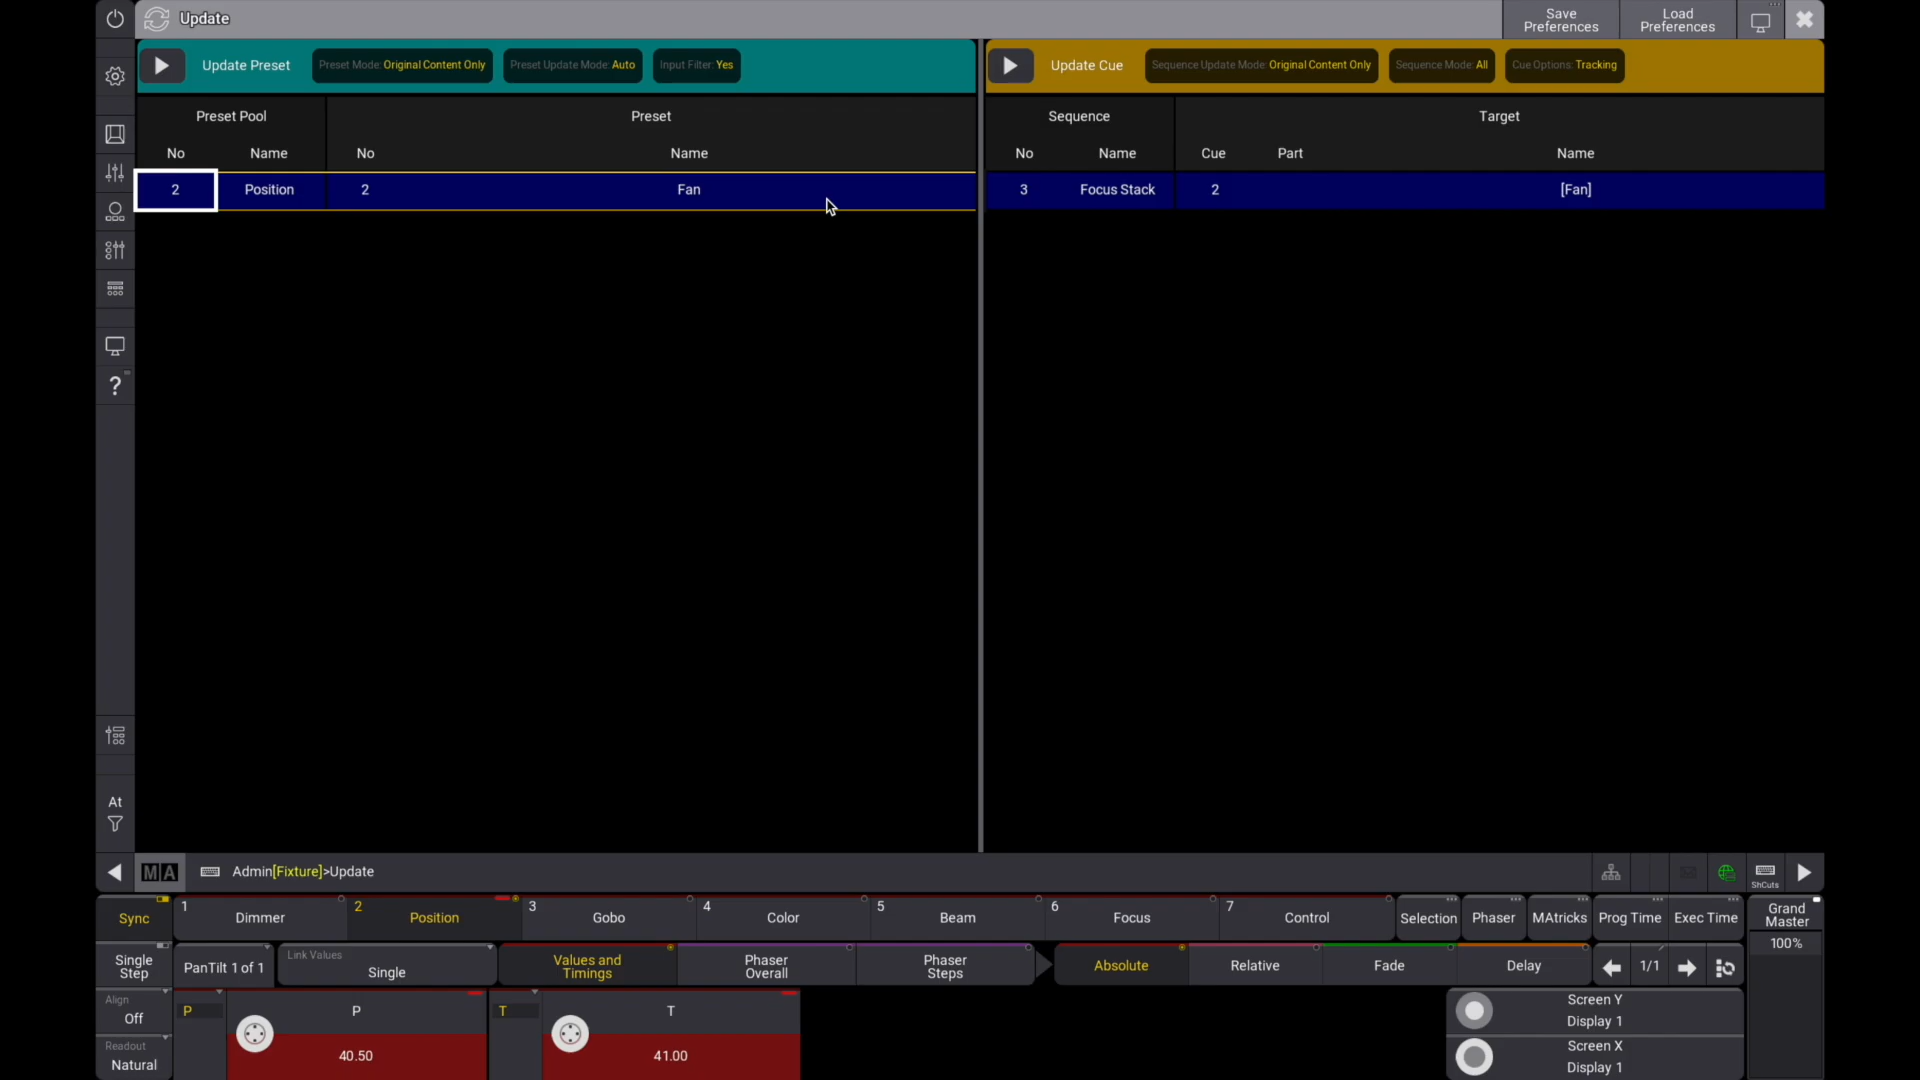 Update
Save
Preferences
Load
Preferences
Update Preset
Preset Mode: Original Content Only
Preset Update Mode: Auto
Input Filter: Yes
Update Cue
Sequence Update Mode: Original Content Only
Sequence Mode: All
Cue Options: Tracking
Preset Pool
Preset
Sequence
Target
No
Name
No
Name
No
Name
Cue
Part
Name
2
Position
2
Fan
3
Focus Stack
2
[Fan]
?
At
MA
Admin[Fixture]>Update
ShCuts
Sync
1
Dimmer
2
Position
3
Gobo
4
Color
5
Beam
6
Focus
7
Control
Selection
Phaser
MAtricks
Prog Time
Exec Time
Grand
Master
100%
Single
Step
PanTilt 1 of 1
Link Values
Single
Values and
Timings
Phaser
Overall
Phaser
Steps
Absolute
Relative
Fade
Delay
1/1
Align
Off
P
P
40.50
T
T
41.00
Readout
Natural
Screen Y
Display 1
Screen X
Display 1